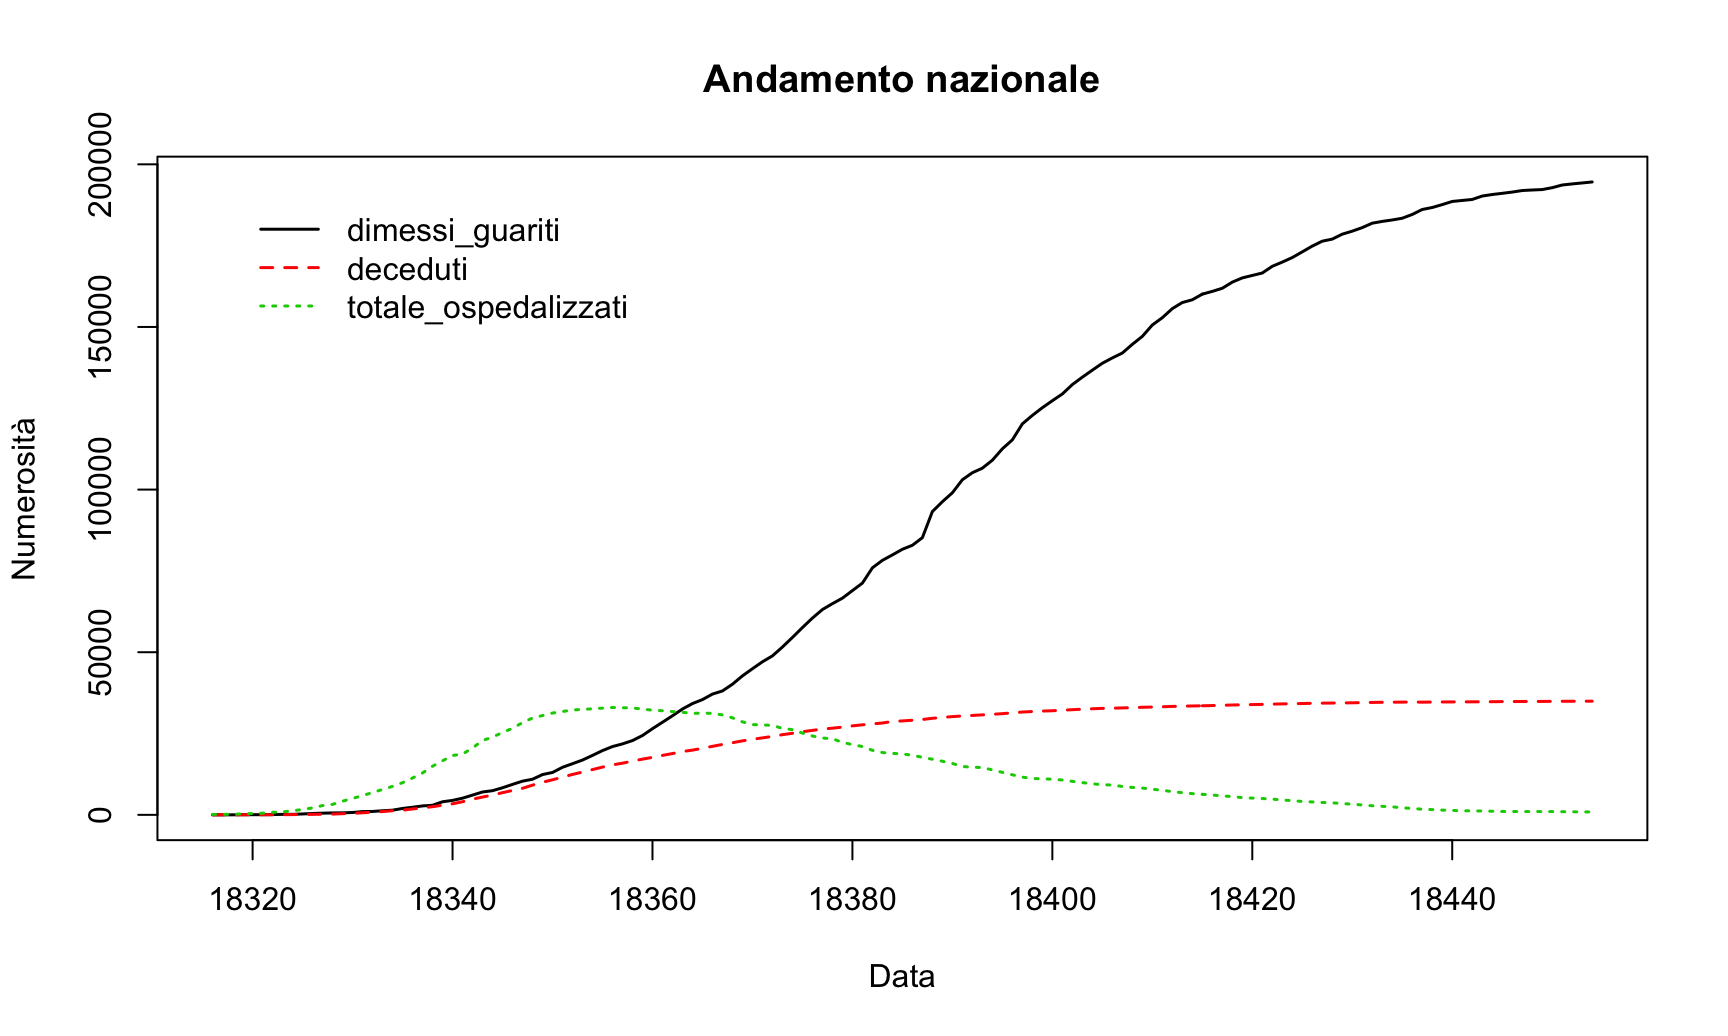 Andamento nazionale
200000
150000
100000
50000
0
Numerosità
dimessi_guariti
deceduti
totale_ospedalizzati
18320 18340 18360 18380 18400 18420 18440
Data